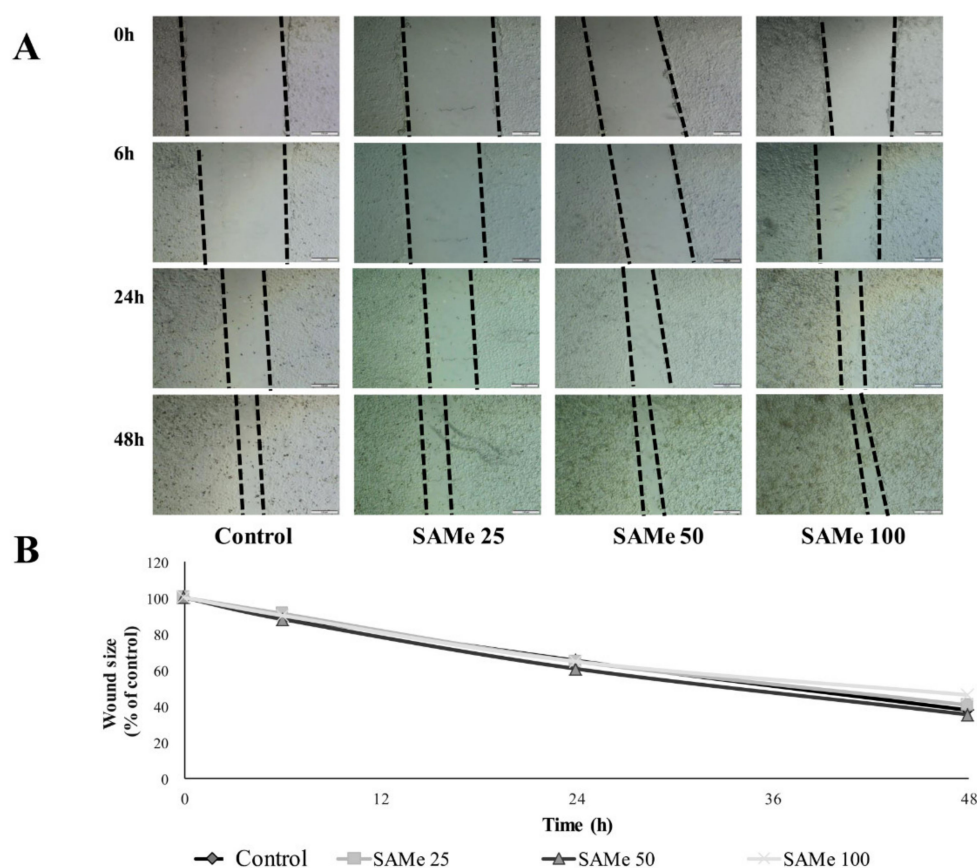 A
0h
6h
24h
48h
Control SAMe 25 SAMe 50 SAMe 100
B
Wound size
(% of control)
120
100
80
60
40
20
0
0 12 24 36 48
Time (h)
Control SAMe 25 SAMe 50 SAMe 100